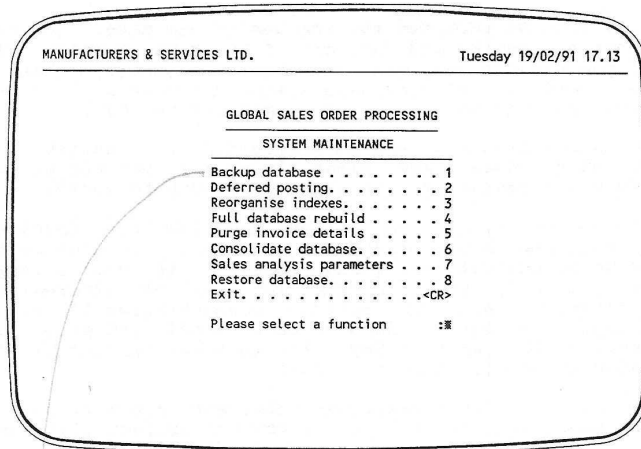 MANUFACTURERS & SERVICES LTD. Tuesday 19/02/91 17.13
GLOBAL SALES ORDER PROCESSING
SYSTEM MAINTENANCE
Backup database . . . . . . . . 1
Deferred posting. . . . . . . . 2
Reorganise indexes. . . . . . . 3
Full database rebuild . . . . . 4
Purge invoice details . . . . . 5
Consolidate database. . . . . . 6
Sales analysis parameters . . . 7
Restore database. . . . . . . . 8
Exit. . . . . . . . . . . . . .<CR>
Please select a function :※